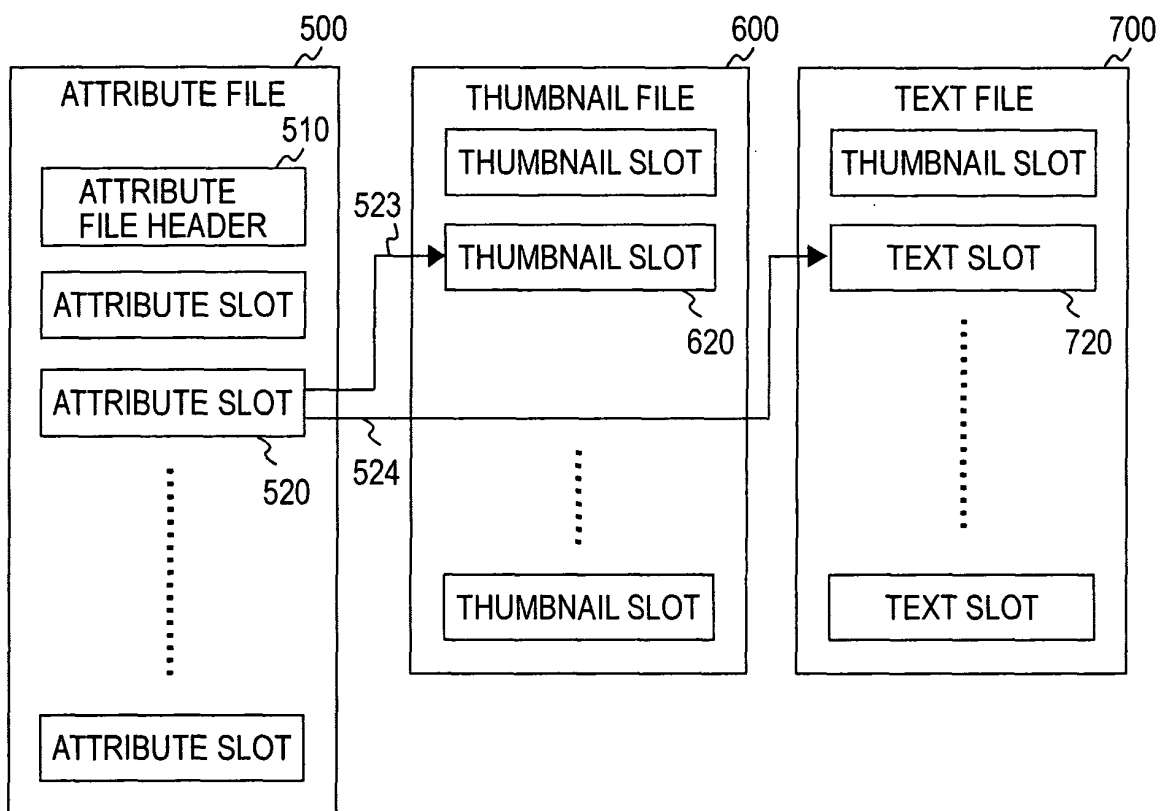 500
ATTRIBUTE FILE
510
ATTRIBUTE
FILE HEADER
ATTRIBUTE SLOT
ATTRIBUTE SLOT
520
ATTRIBUTE SLOT
523
524
600
THUMBNAIL FILE
THUMBNAIL SLOT
THUMBNAIL SLOT
620
THUMBNAIL SLOT
700
TEXT FILE
THUMBNAIL SLOT
TEXT SLOT
720
TEXT SLOT